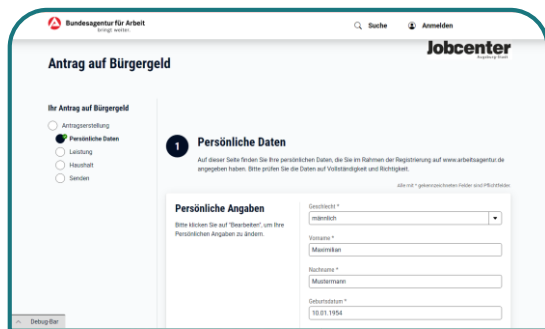 Bundesagentur für Arbeit
bringt weiter.
Suche
Anmelden
Jobcenter
Augsburg-Stadt
Antrag auf Bürgergeld
Ihr Antrag auf Bürgergeld
Antragserstellung
Persönliche Daten
Leistung
Haushalt
Senden
1
Persönliche Daten
Auf dieser Seite finden Sie Ihre persönlichen Daten, die Sie im Rahmen der Registrierung auf www.arbeitsagentur.de
angegeben haben. Bitte prüfen Sie die Daten auf Vollständigkeit und Richtigkeit.
Alle mit * gekennzeichneten Felder sind Pflichtfelder
Persönliche Angaben
Bitte klicken Sie auf "Bearbeiten", um Ihre
Persönlichen Angaben zu ändern.
Geschlecht *
männlich
Vorname *
Maximilian
Nachname *
Mustermann
Geburtsdatum *
10.01.1954
Debug-Bar